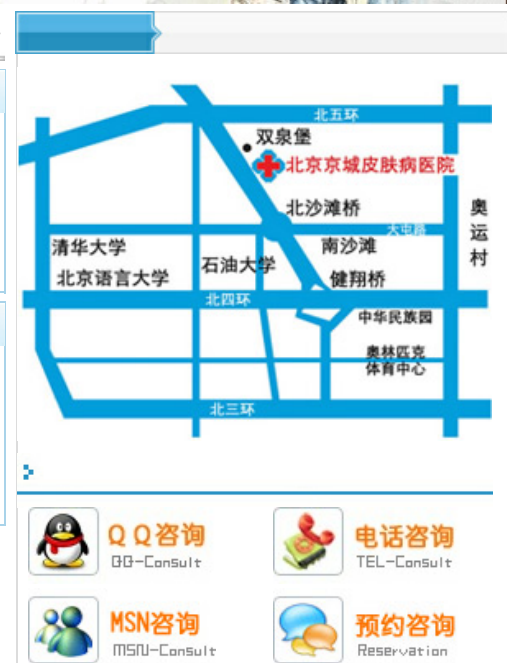 北五环
双泉堡
北京京城皮肤病医院
北沙滩桥
奥运村
大屯路
南沙滩
清华大学
石油大学
北京语言大学
健翔桥
北四环
中华民族园
奥林匹克
体育中心
北三环
QQ咨询
QQ-Consult
电话咨询
TEL-Consult
MSN咨询
MSN-Consult
预约咨询
Reservation